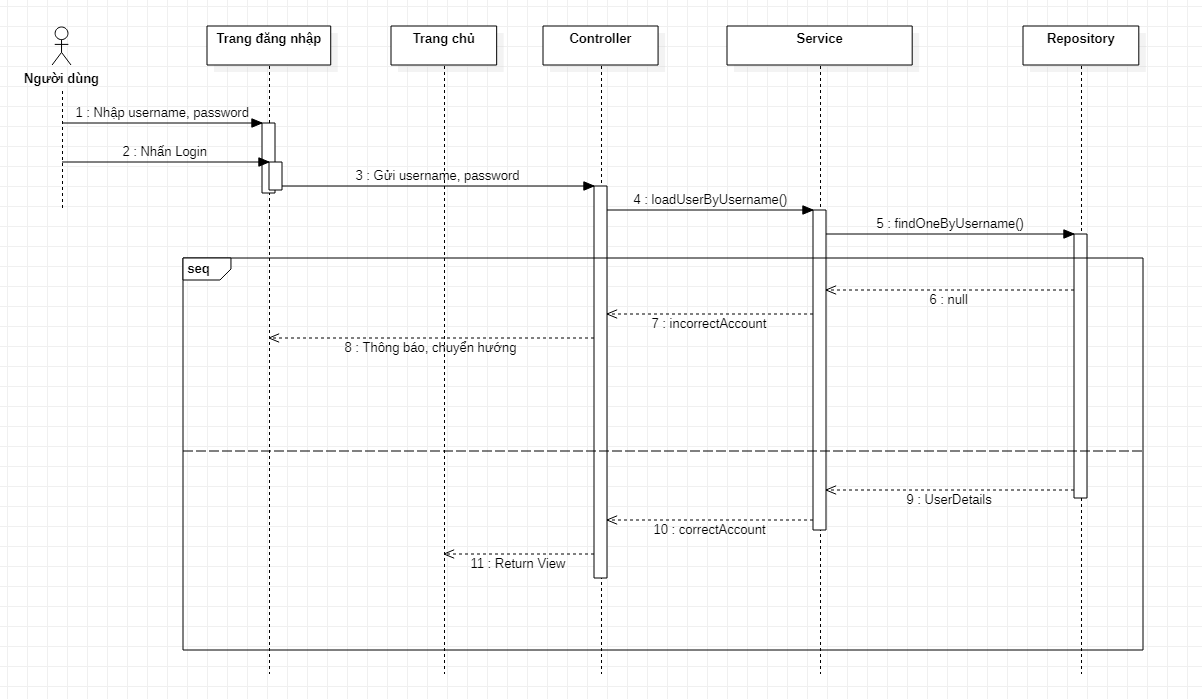 Trang đăng nhập
Trang chủ
Controller
Service
Repository
Người dùng
1 : Nhập username, password
2 : Nhấn Login
3 : Gửi username, password
4 : loadUserByUsername()
5 : findOneByUsername()
seq
6 : null
7 : incorrectAccount
8 : Thông báo, chuyển hướng
9 : UserDetails
10 : correctAccount
11 : Return View